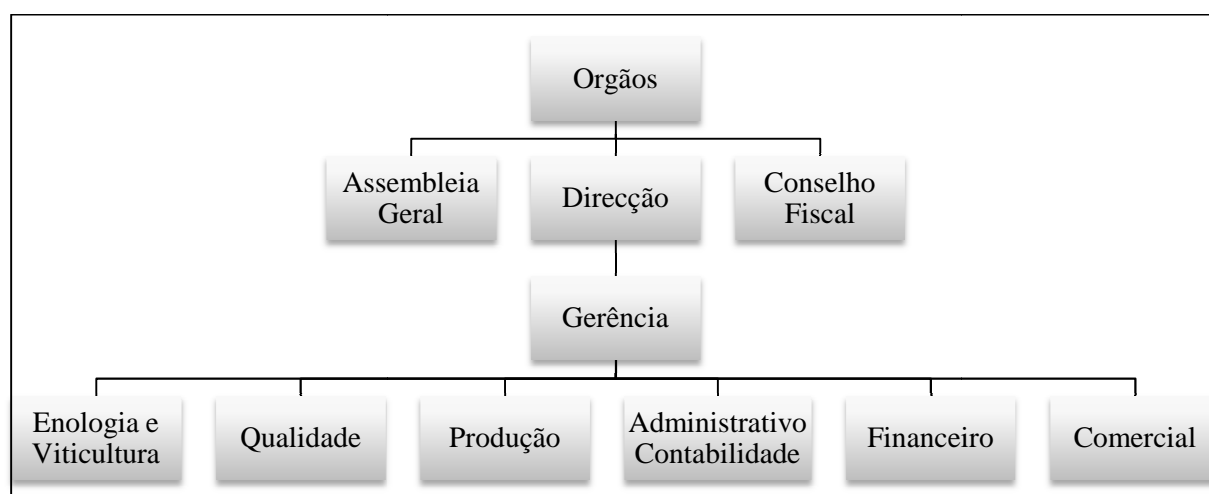 Orgãos
Assembleia
Geral
Direcção
Conselho
Fiscal
Gerência
Enologia e
Viticultura
Qualidade
Produção
Administrativo
Contabilidade
Financeiro
Comercial